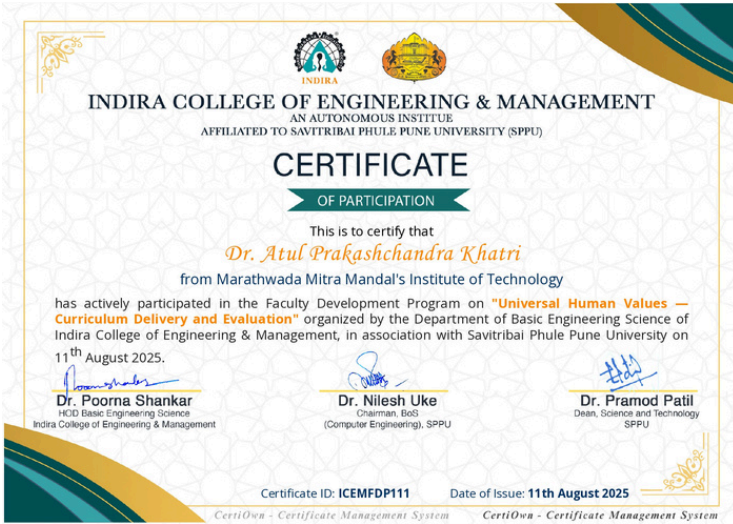 INDIRA
INDIRA COLLEGE OF ENGINEERING & MANAGEMENT
AN AUTONOMOUS INSTITUE
AFFILIATED TO SAVITRIBAI PHULE PUNE UNIVERSITY (SPPU)
CERTIFICATE
OF PARTICIPATION
This is to certify that
Dr. Atul Prakashchandra Khatri
from Marathwada Mitra Mandal's Institute of Technology
has actively participated in the Faculty Development Program on "Universal Human Values —
Curriculum Delivery and Evaluation" organized by the Department of Basic Engineering Science of
Indira College of Engineering & Management, in association with Savitribai Phule Pune University on
11th August 2025.
Dr. Poorna Shankar
HOD Basic Engineering Science
Indira College of Engineering & Management
Dr. Nilesh Uke
Chairman, BoS
(Computer Engineering), SPPU
Dr. Pramod Patil
Dean, Science and Technology
SPPU
Certificate ID: ICEMFDP111 Date of Issue: 11th August 2025
CertiOwn - Certificate Management System CertiOwn - Certificate Management System